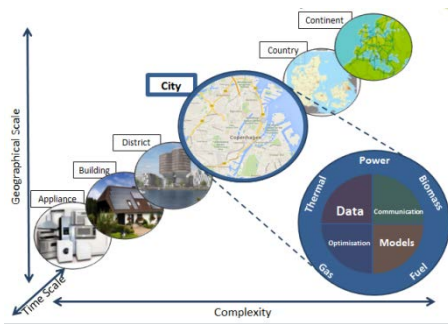 Continent
Country
City
District
Building
Appliance
Copenhagen
Geographical Scale
Time Scale
Complexity
Power
Thermal
Biomass
Data
Communication
Optimisation
Models
Gas
Fuel